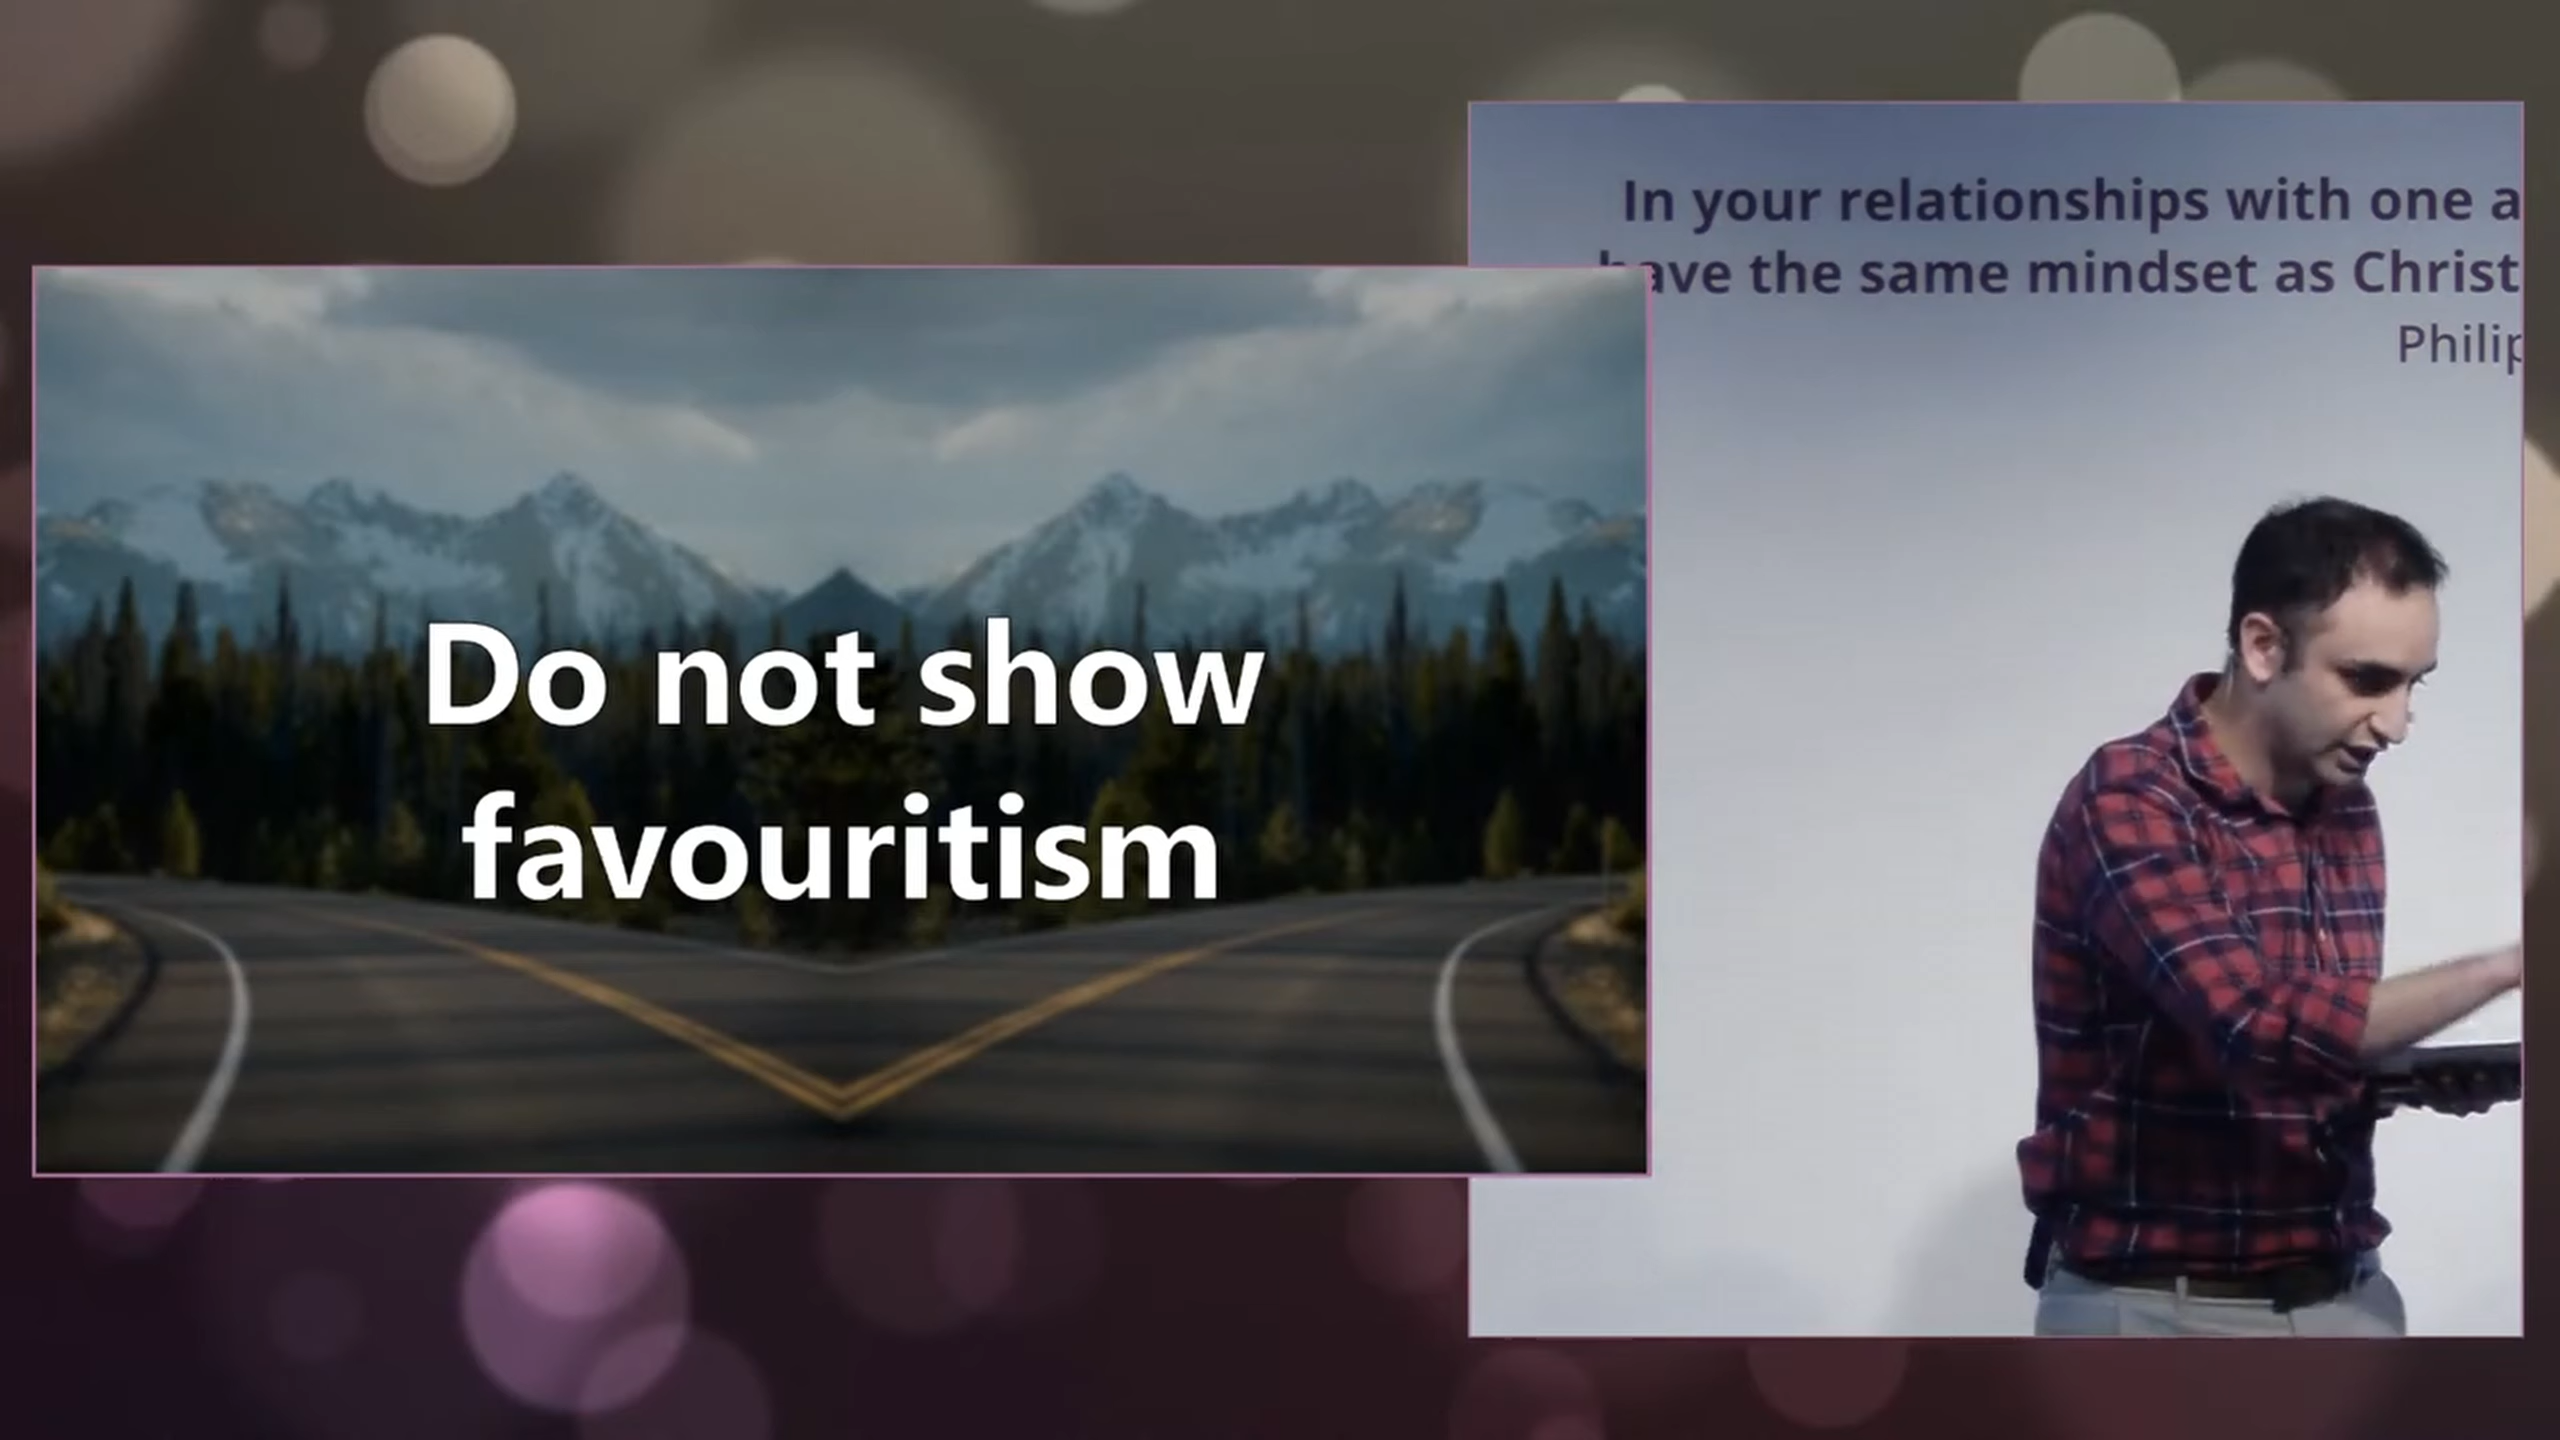 Do not show
favouritism
In your relationships with one a
ave the same mindset as Christ
Philip